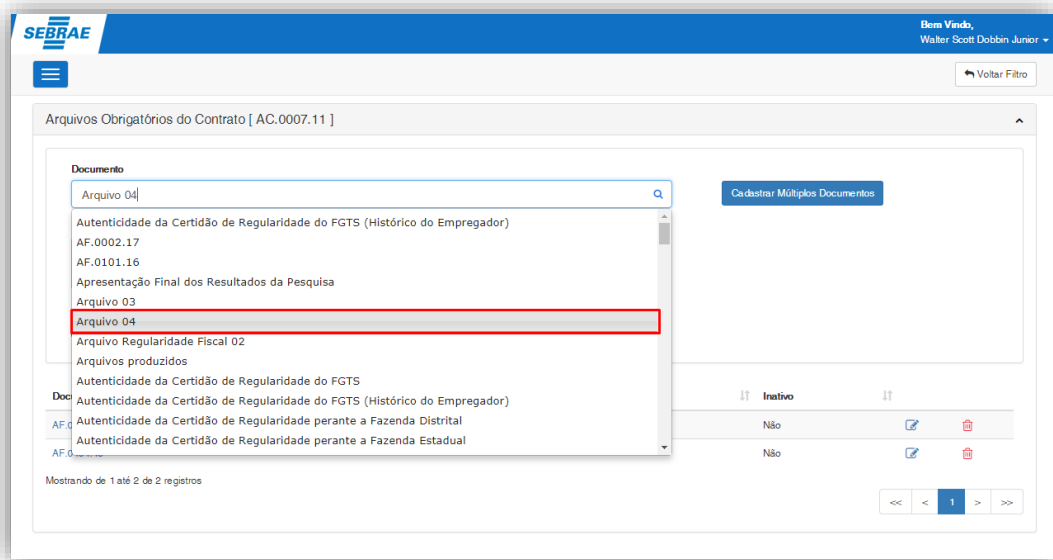 SEBRAE
Bem Vindo,
Walter Scott Dobbin Junior
Voltar Filtro
Arquivos Obrigatórios do Contrato [ AC.0007.11 ]
Documento
Arquivo 04
Cadastrar Múltiplos Documentos
Autenticidade da Certidão de Regularidade do FGTS (Histórico do Empregador)
AF.0002.17
AF.0101.16
Apresentação Final dos Resultados da Pesquisa
Arquivo 03
Arquivo 04
Arquivo Regularidade Fiscal 02
Arquivos produzidos
Autenticidade da Certidão de Regularidade do FGTS
Autenticidade da Certidão de Regularidade do FGTS (Histórico do Empregador)
Autenticidade da Certidão de Regularidade perante a Fazenda Distrital
Autenticidade da Certidão de Regularidade perante a Fazenda Estadual
Inativo
Não
Não
Mostrando de 1 até 2 de 2 registros
<< < 1 > >>